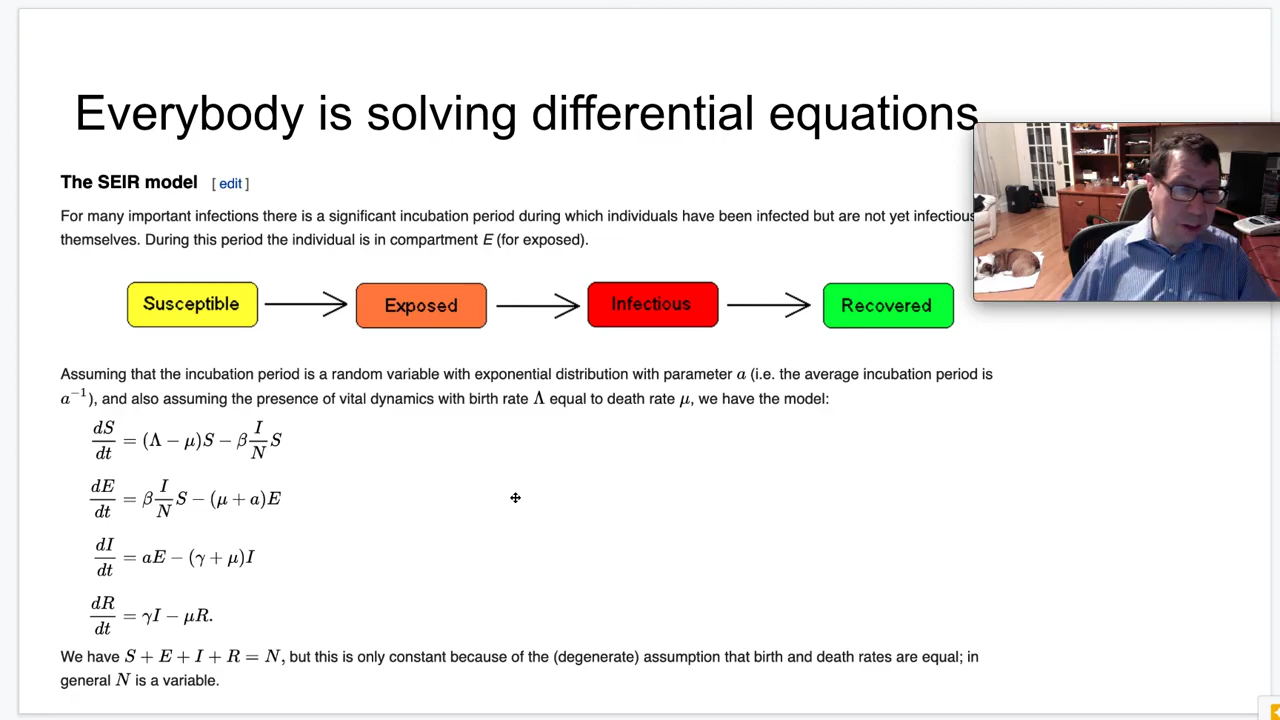 Everybody is solving differential equations
The SEIR model [ edit ]
For many important infections there is a significant incubation period during which individuals have been infected but are not yet infectious
themselves. During this period the individual is in compartment E (for exposed).
Susceptible Exposed Infectious Recovered
Assuming that the incubation period is a random variable with exponential distribution with parameter a (i.e. the average incubation period is
a⁻¹), and also assuming the presence of vital dynamics with birth rate Λ equal to death rate μ, we have the model:
dS/dt = (Λ − μ)S − β I/N S
dE/dt = β I/N S − (μ + a)E
dI/dt = aE − (γ + μ)I
dR/dt = γI − μR.
We have S + E + I + R = N, but this is only constant because of the (degenerate) assumption that birth and death rates are equal; in
general N is a variable.